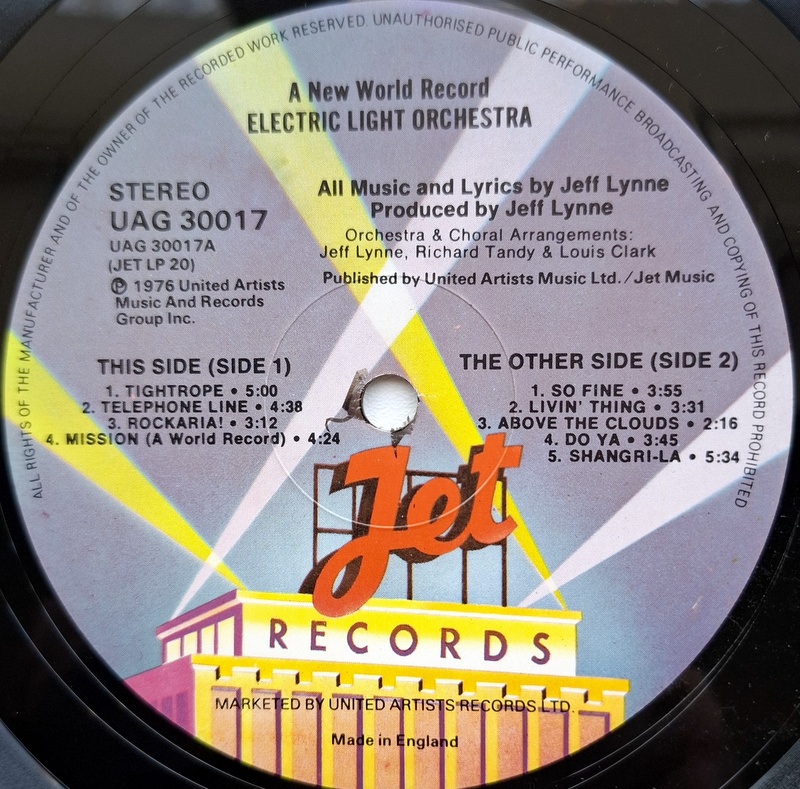 ALL RIGHTS OF THE MANUFACTURER AND OF THE OWNER OF THE RECORDED WORK RESERVED. UNAUTHORISED PUBLIC PERFORMANCE BROADCASTING AND COPYING OF THIS RECORD PROHIBITED
A New World Record
ELECTRIC LIGHT ORCHESTRA
STEREO
UAG 30017
UAG 30017A
(JET LP 20)
℗ 1976 United Artists
Music And Records
Group Inc.
All Music and Lyrics by Jeff Lynne
Produced by Jeff Lynne
Orchestra & Choral Arrangements:
Jeff Lynne, Richard Tandy & Louis Clark
Published by United Artists Music Ltd./Jet Music
THIS SIDE (SIDE 1)
1. TIGHTROPE • 5:00
2. TELEPHONE LINE • 4:38
3. ROCKARIA! • 3:12
4. MISSION (A World Record) • 4:24
THE OTHER SIDE (SIDE 2)
1. SO FINE • 3:55
2. LIVIN' THING • 3:31
3. ABOVE THE CLOUDS • 2:16
4. DO YA • 3:45
5. SHANGRI-LA • 5:34
Jet
RECORDS
MARKETED BY UNITED ARTISTS RECORDS LTD.
Made in England